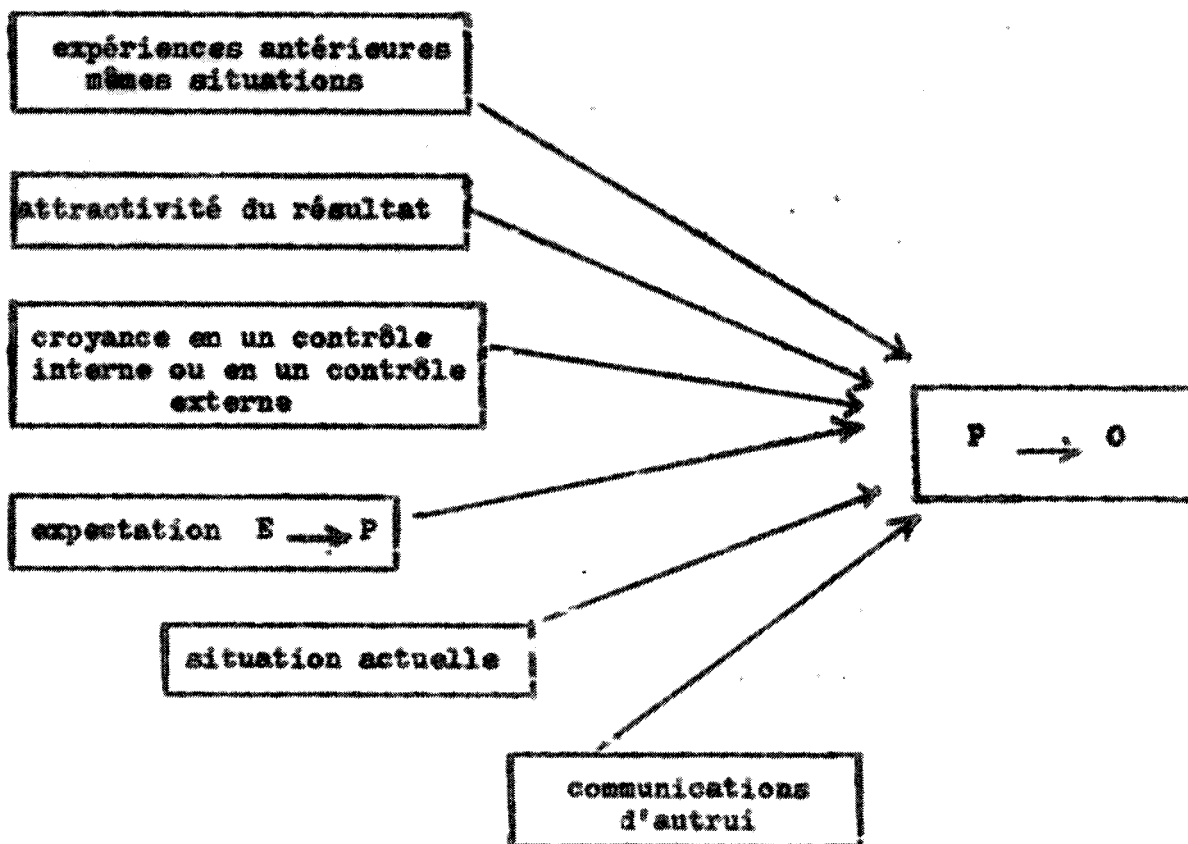 expériences antérieures
mêmes situations
attractivité du résultat
croyance en un contrôle
interne ou en un contrôle
externe
expestation E → P
situation actuelle
communications
d'autrui
P → O